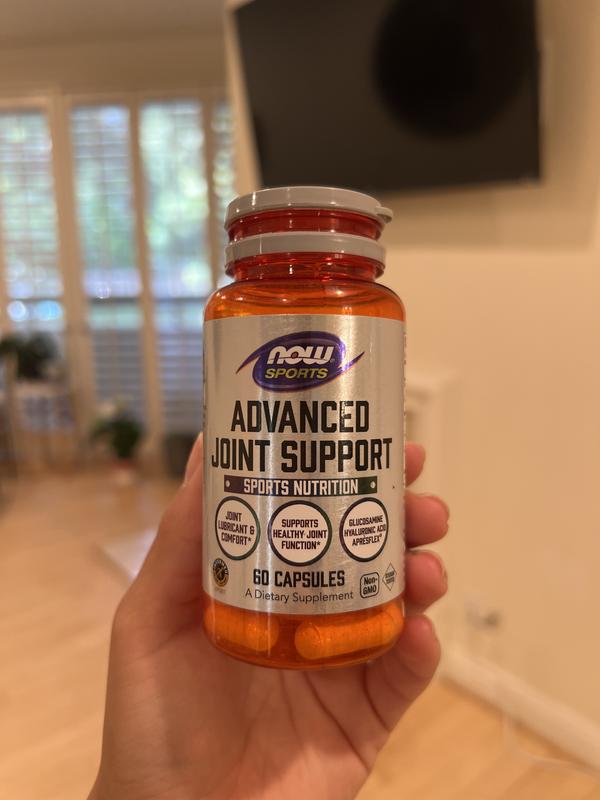 NOW
SPORTS
ADVANCED
JOINT SUPPORT
SPORTS NUTRITION
JOINT
LUBRICANT &
COMFORT*
SUPPORTS
HEALTHY JOINT
FUNCTION*
GLUCOSAMINE
HYALURONIC ACID
APRÈSFLEX®
60 CAPSULES
A Dietary Supplement
Non-
GMO